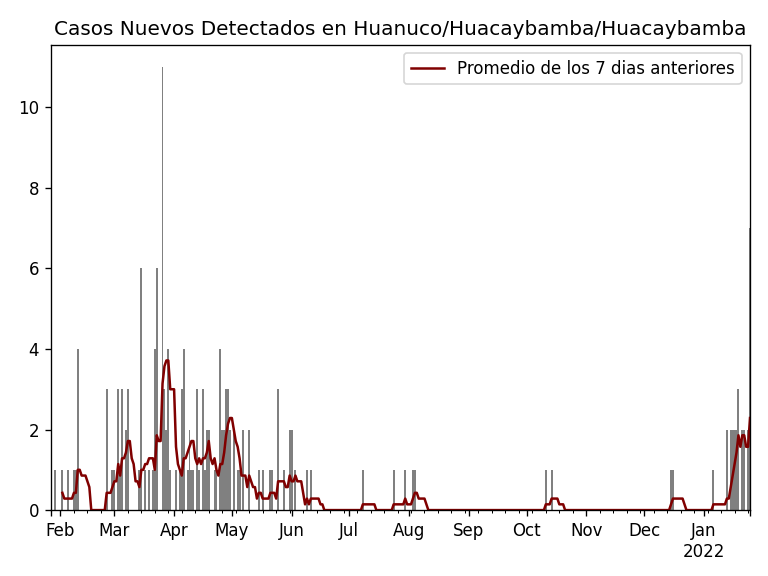 Casos Nuevos Detectados en Huanuco/Huacaybamba/Huacaybamba
Promedio de los 7 dias anteriores
10
8
6
4
2
0
Feb Mar Apr May Jun Jul Aug Sep Oct Nov Dec Jan
2022